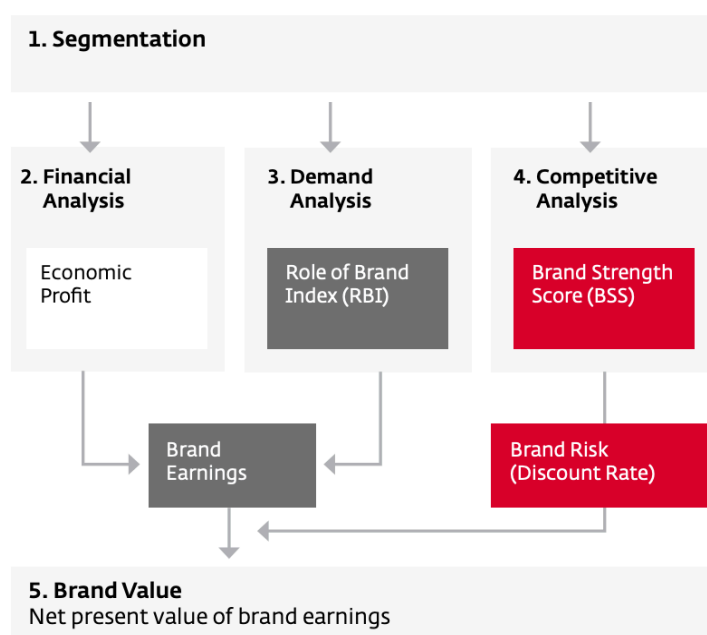 1. Segmentation
2. Financial
Analysis
3. Demand
Analysis
4. Competitive
Analysis
Economic
Profit
Role of Brand
Index (RBI)
Brand Strength
Score (BSS)
Brand
Earnings
Brand Risk
(Discount Rate)
5. Brand Value
Net present value of brand earnings